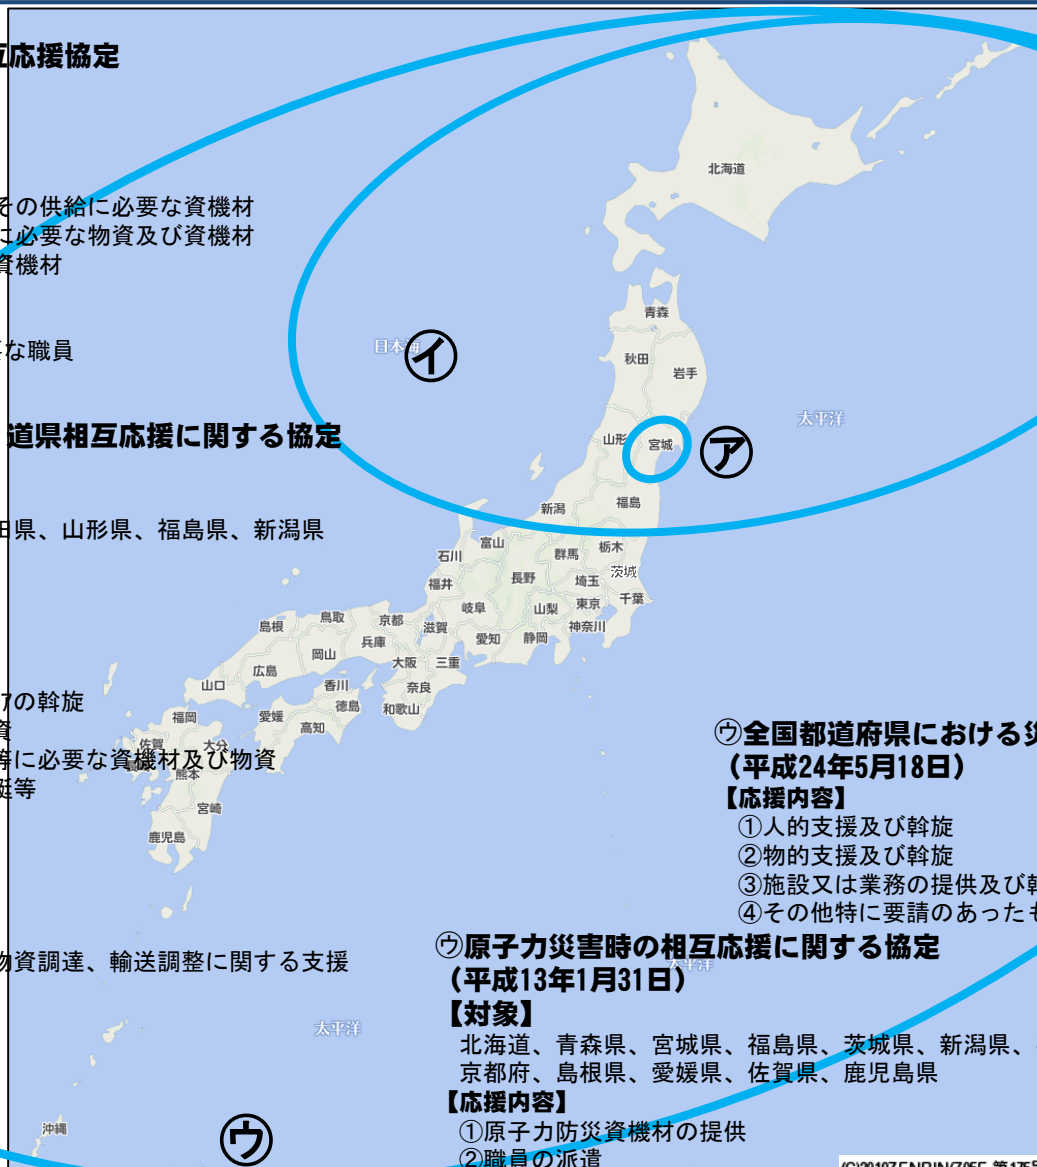 互応援協定
その供給に必要な資機材
に必要な物資及び資機材
資機材
な職員
道県相互応援に関する協定
田県、山形県、福島県、新潟県
の斡旋
資
等に必要な資機材及び物資
艇等
物資調達、輸送調整に関する支援
北海道
青森
秋田
岩手
日本海
㋑
太平洋
山形
宮城
㋐
福島
新潟
富山
石川
群馬
栃木
福井
長野
埼玉
茨城
岐阜
山梨
東京
千葉
島根
鳥取
京都
滋賀
愛知
静岡
神奈川
兵庫
岡山
大阪
三重
広島
山口
香川
奈良
徳島
和歌山
福岡
愛媛
高知
佐賀
大分
熊本
宮崎
鹿児島
㋒全国都道府県における災
(平成24年5月18日)
【応援内容】
①人的支援及び斡旋
②物的支援及び斡旋
③施設又は業務の提供及び斡
④その他特に要請のあったも
㋒原子力災害時の相互応援に関する協定
太平洋
(平成13年1月31日)
【対象】
太平洋
北海道、青森県、宮城県、福島県、茨城県、新潟県、
京都府、島根県、愛媛県、佐賀県、鹿児島県
【応援内容】
①原子力防災資機材の提供
②職員の派遣
沖縄
㋒